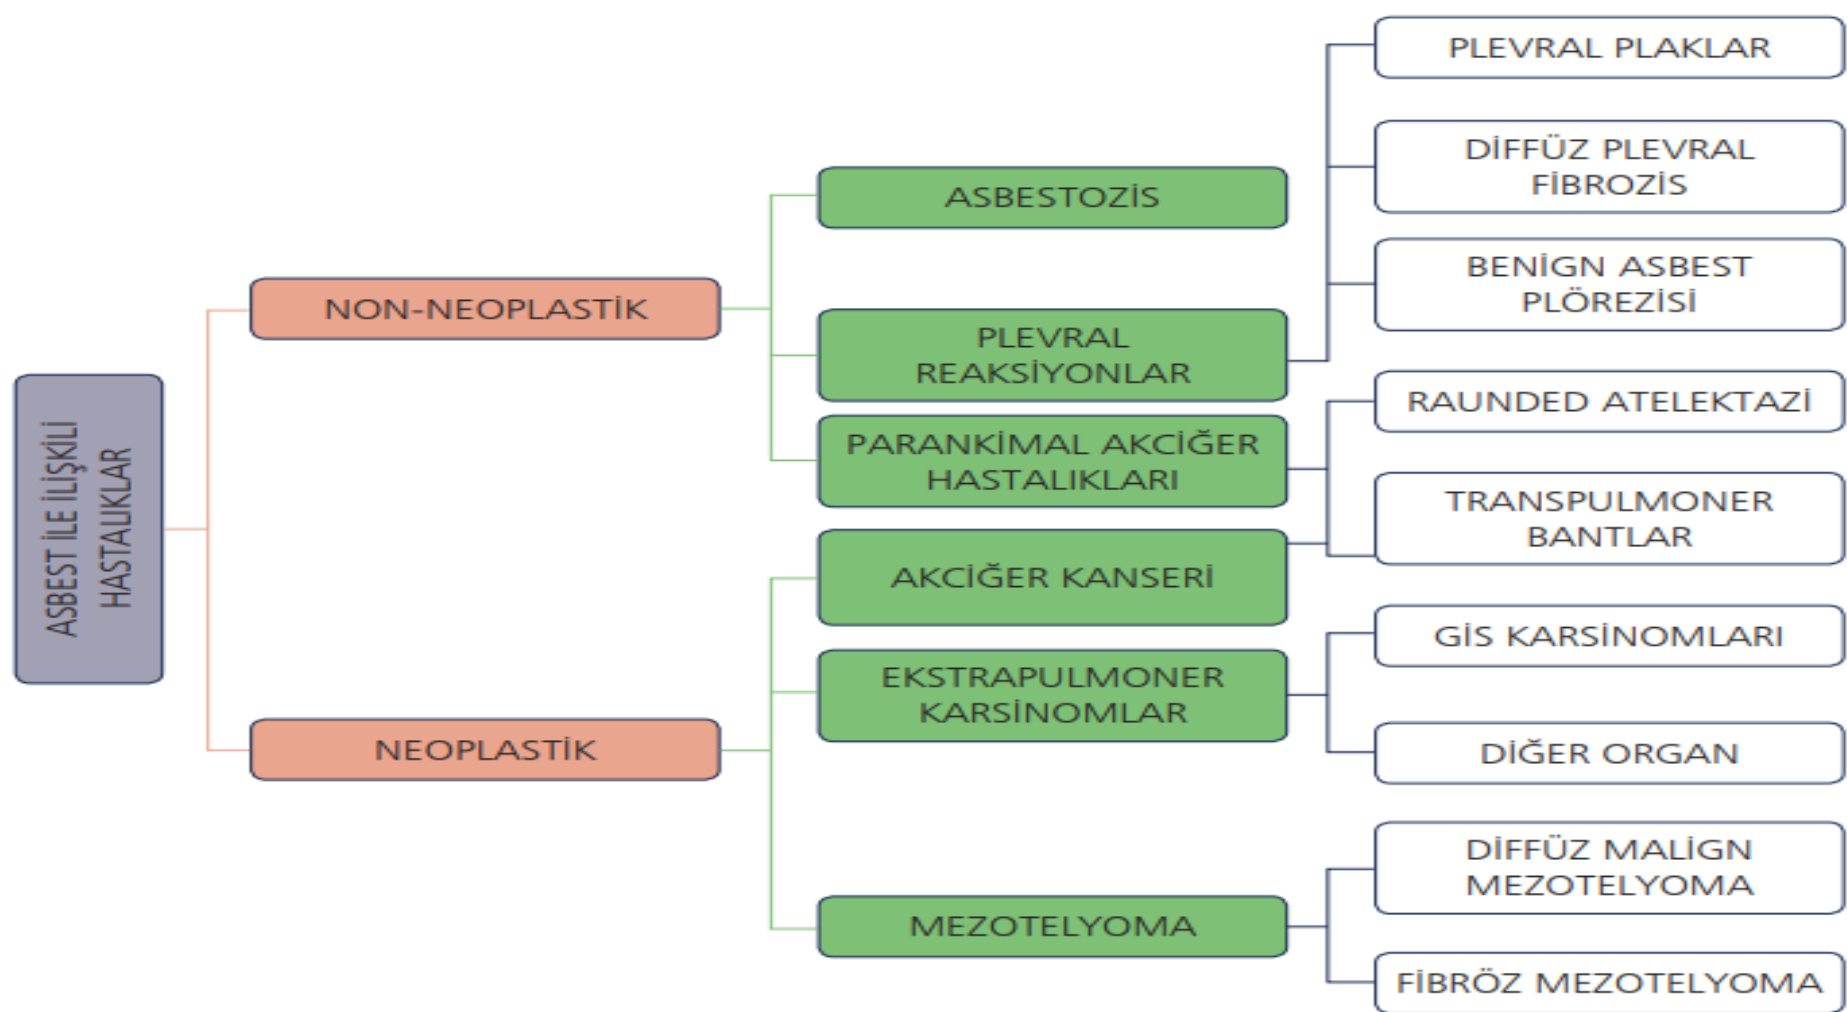 ASBEST İLE İLİŞKİLİ
HASTALIKLAR
NON-NEOPLASTİK
NEOPLASTİK
ASBESTOZİS
PLEVRAL
REAKSİYONLAR
PARANKİMAL AKCİĞER
HASTALIKLARI
AKCİĞER KANSERİ
EKSTRAPULMONER
KARSİNOMLAR
MEZOTELYOMA
PLEVRAL PLAKLAR
DİFFÜZ PLEVRAL
FİBROZİS
BENİGN ASBEST
PLÖREZİSİ
RAUNDED ATELEKTAZİ
TRANSPULMONER
BANTLAR
GİS KARSİNOMLARI
DİĞER ORGAN
DİFFÜZ MALİGN
MEZOTELYOMA
FİBRÖZ MEZOTELYOMA